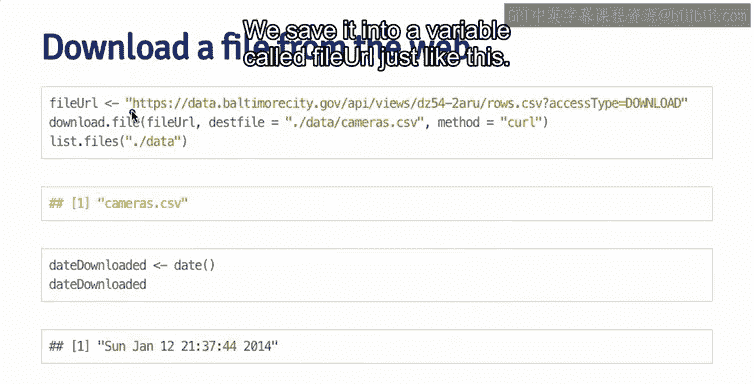 Download a file from the web
We save it into a variable
called fileUrl just like this.
fileUrl <- "https://data.baltimorecity.gov/api/views/dz54-2aru/rows.csv?accessType=DOWNLOAD"
download.file(fileUrl, destfile = "./data/cameras.csv", method = "curl")
list.files("./data")
## [1] "cameras.csv"
dateDownloaded <- date()
dateDownloaded
## [1] "Sun Jan 12 21:37:44 2014"